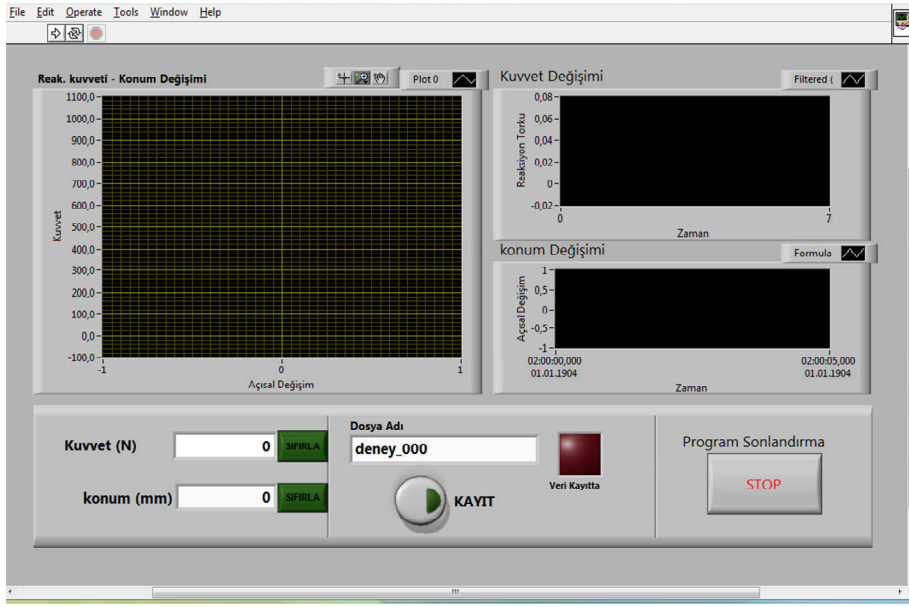 File Edit Operate Tools Window Help
Reak. kuvveti - Konum Değişimi
Plot 0
1100,0
1000,0
900,0
800,0
700,0
600,0
500,0
400,0
300,0
200,0
100,0
0,0
-100,0
Kuvvet
-1 0 1
Açısal Değişim
Kuvvet Değişimi
Filtered (
0,08
0,06
0,04
0,02
0
-0,02
Reaksiyon Torku
0 7
Zaman
konum Değişimi
Formula
1
0,5
0
-0,5
-1
Açısal Değişim
02:00:00,000 02:00:05,000
01.01.1904 01.01.1904
Zaman
Kuvvet (N) 0 SIFIRLA
konum (mm) 0 SIFIRLA
Dosya Adı
deney_000
Veri Kayıtta
KAYIT
Program Sonlandırma
STOP